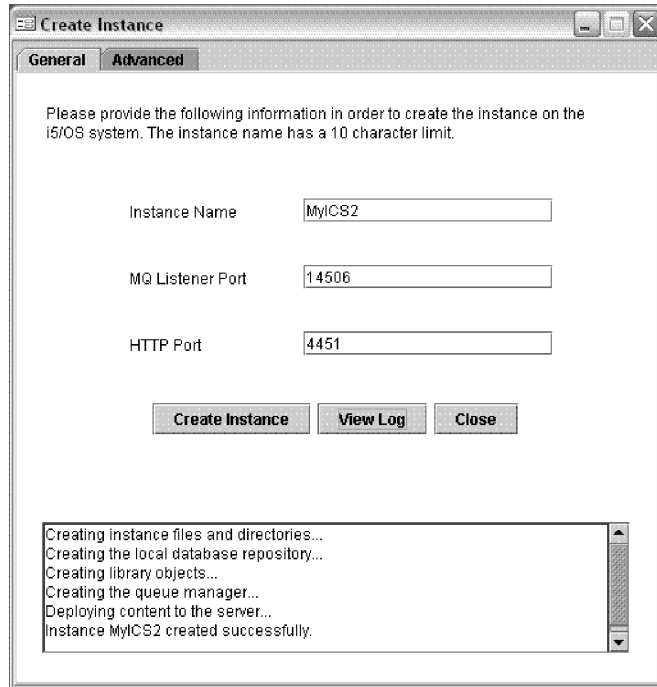 Create Instance
General Advanced
Please provide the following information in order to create the instance on the
i5/OS system. The instance name has a 10 character limit.
Instance Name MyICS2
MQ Listener Port 14506
HTTP Port 4451
Create Instance View Log Close
Creating instance files and directories...
Creating the local database repository...
Creating library objects...
Creating the queue manager...
Deploying content to the server...
Instance MyICS2 created successfully.